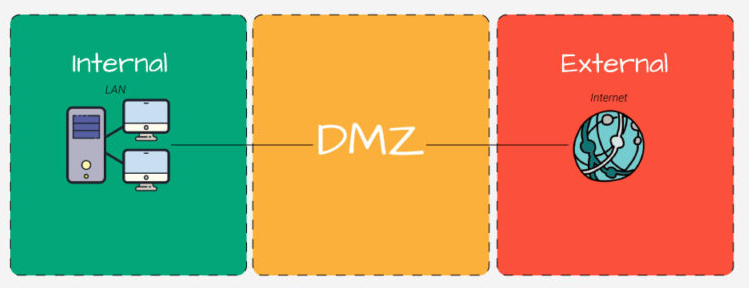 Internal
LAN
DMZ
External
Internet